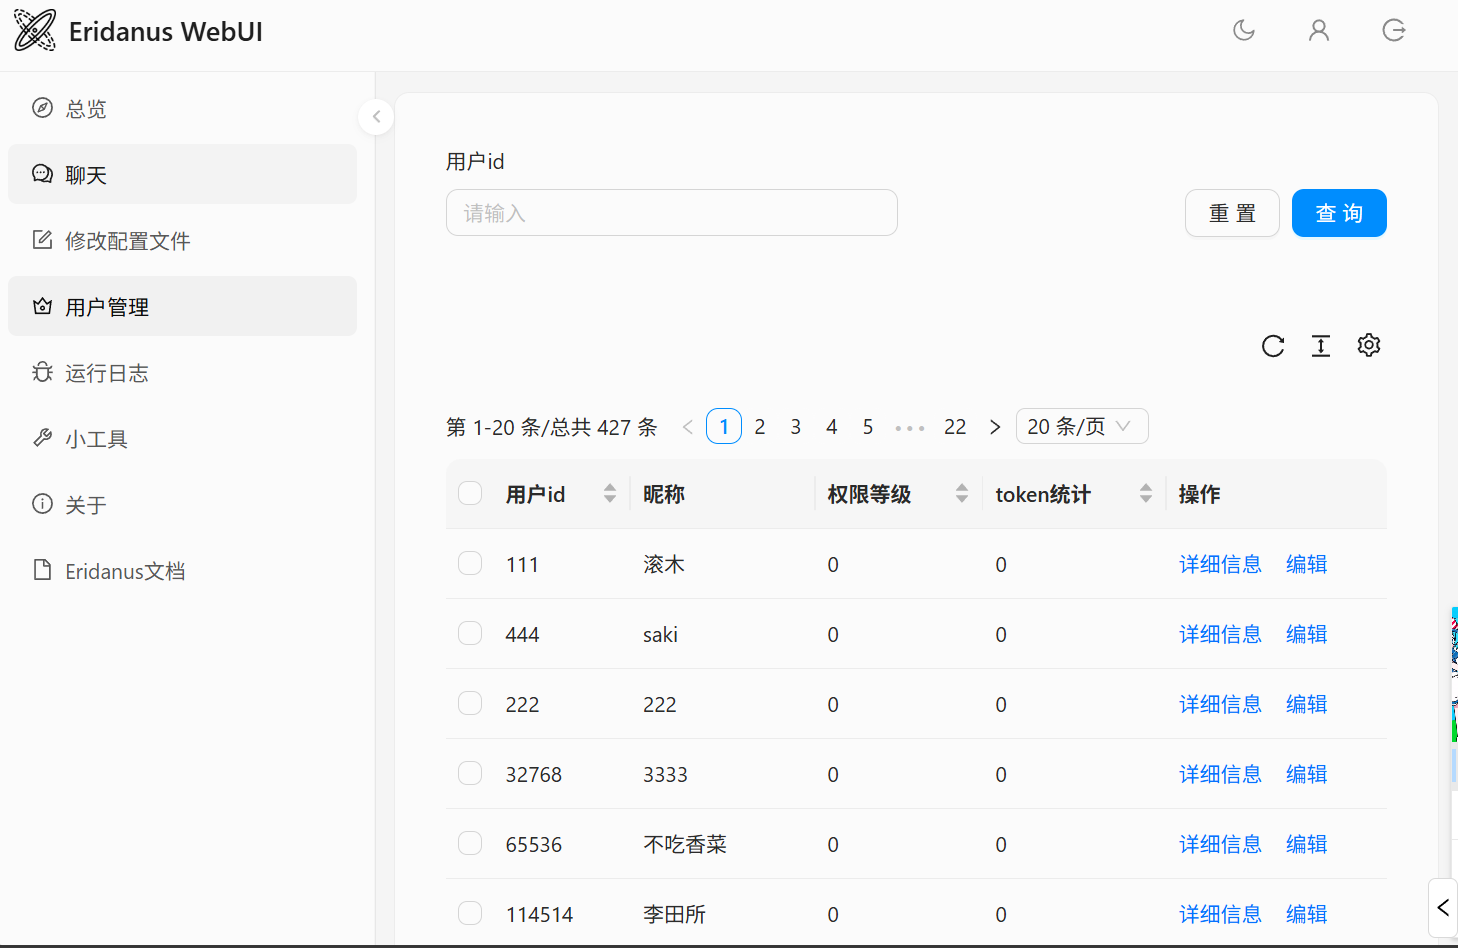 Eridanus WebUI
总览
聊天
修改配置文件
用户管理
运行日志
小工具
关于
Eridanus文档
用户id
请输入
重 置
查 询
第 1-20 条/总共 427 条 1 2 3 4 5 ••• 22 20 条/页
用户id 昵称 权限等级 token统计 操作
111 滚木 0 0 详细信息 编辑
444 saki 0 0 详细信息 编辑
222 222 0 0 详细信息 编辑
32768 3333 0 0 详细信息 编辑
65536 不吃香菜 0 0 详细信息 编辑
114514 李田所 0 0 详细信息 编辑